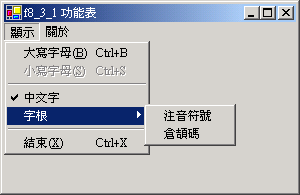 f8_3_1 功能表
顯示 關於
大寫字母(B) Ctrl+B
小寫字母(S) Ctrl+S
中文字
字根
注音符號
倉頡碼
結束(X) Ctrl+X